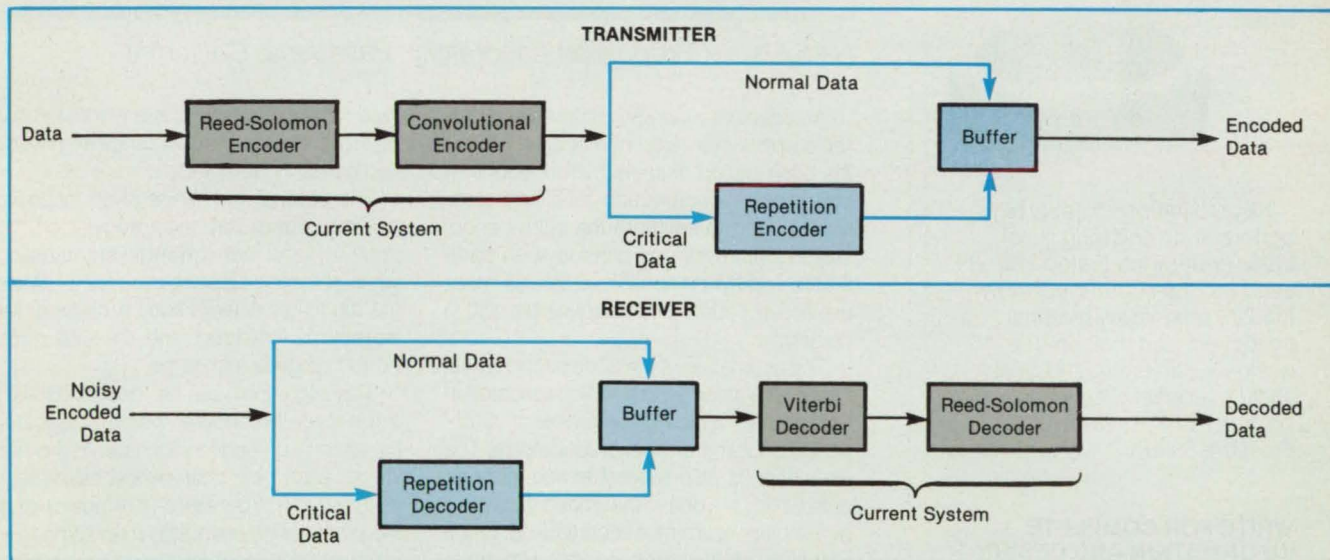 TRANSMITTER
Normal Data
Data
Reed-Solomon
Encoder
Convolutional
Encoder
Buffer
Encoded
Data
Current System
Repetition
Encoder
Critical
Data
RECEIVER
Normal Data
Noisy
Encoded
Data
Buffer
Viterbi
Decoder
Reed-Solomon
Decoder
Decoded
Data
Repetition
Decoder
Critical
Data
Current System